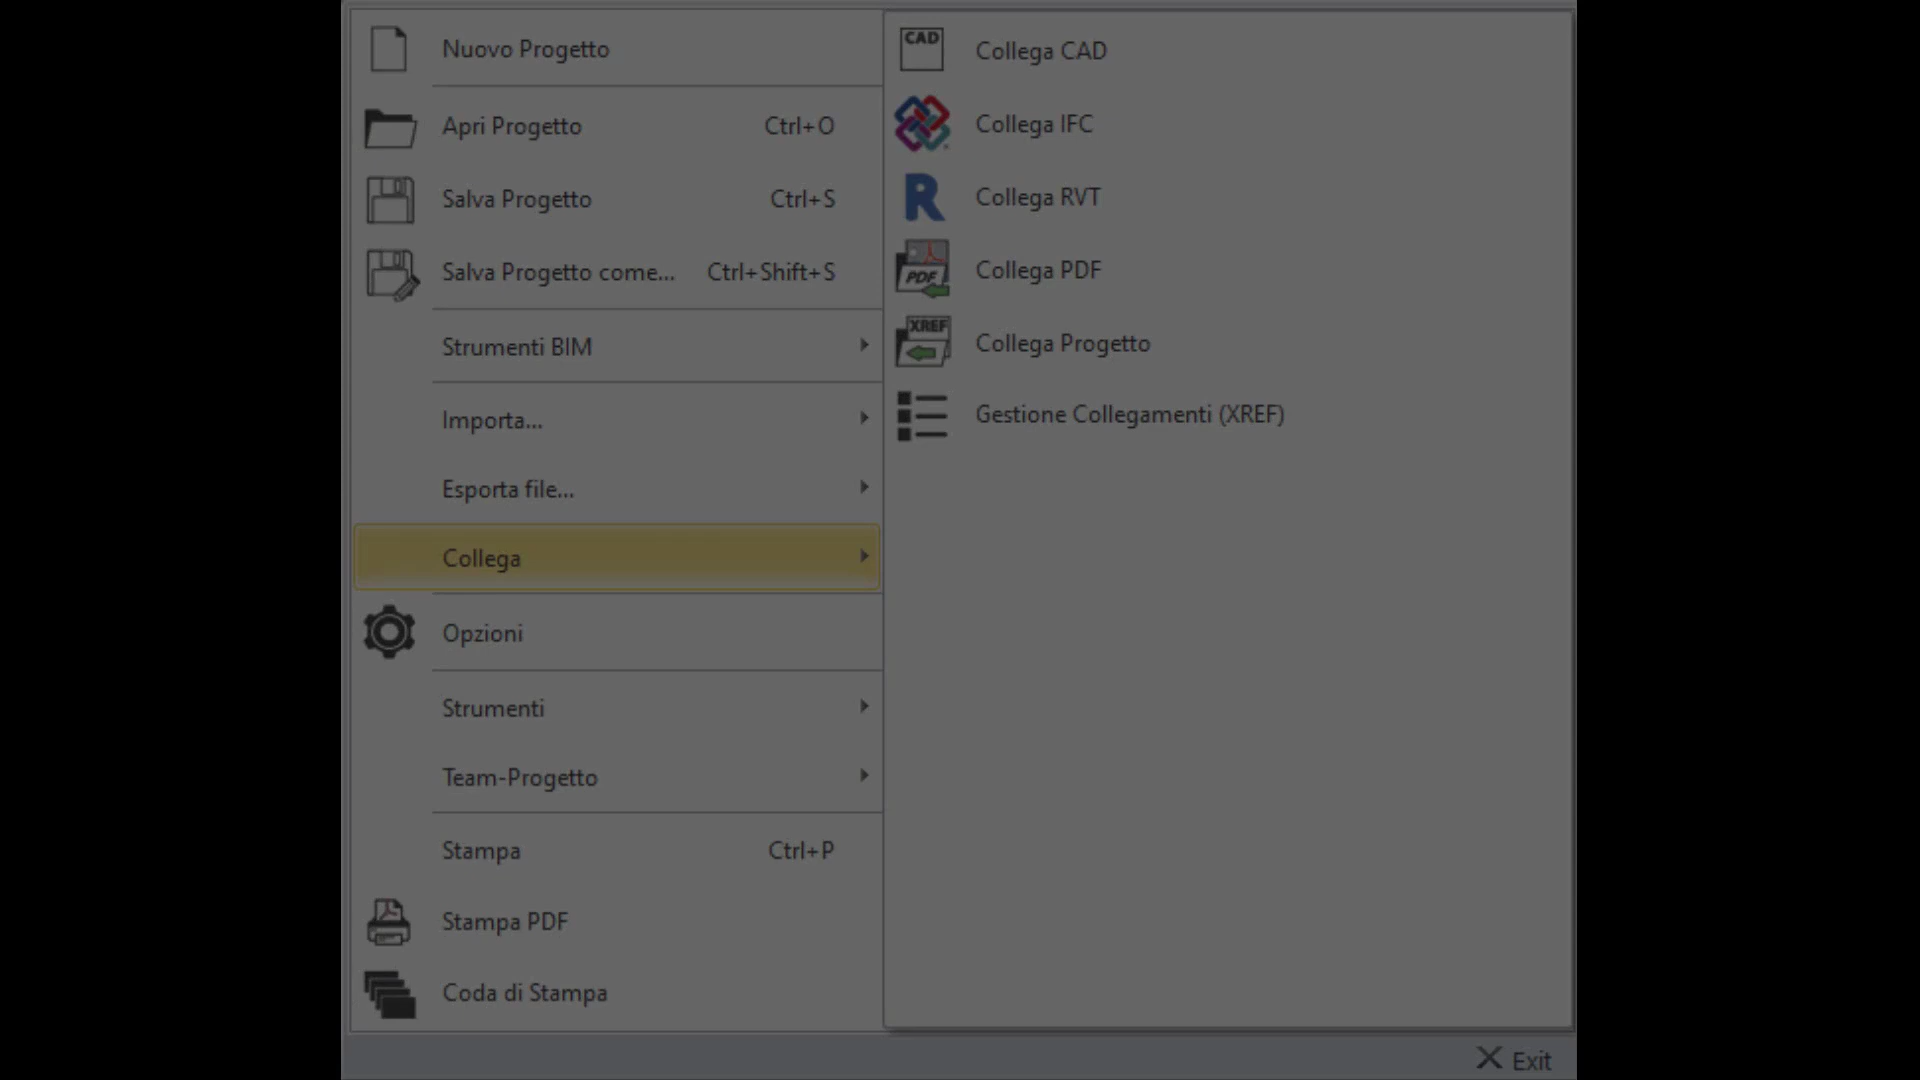 Nuovo Progetto
Apri Progetto Ctrl+O
Salva Progetto Ctrl+S
Salva Progetto come... Ctrl+Shift+S
Strumenti BIM
Importa...
Esporta file...
Collega
Opzioni
Strumenti
Team-Progetto
Stampa Ctrl+P
Stampa PDF
Coda di Stampa
CAD Collega CAD
Collega IFC
R Collega RVT
PDF Collega PDF
XREF Collega Progetto
Gestione Collegamenti (XREF)
Exit